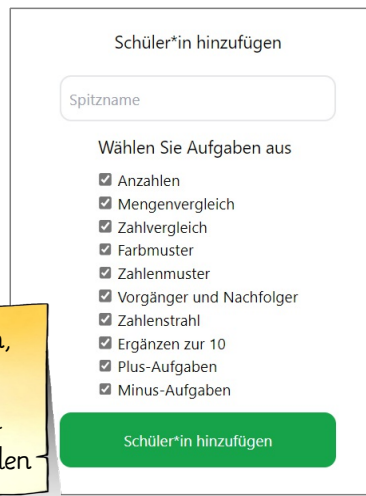 Schüler*in hinzufügen
Spitzname
Wählen Sie Aufgaben aus
Anzahlen
Mengenvergleich
Zahlvergleich
Farbmuster
Zahlenmuster
Vorgänger und Nachfolger
Zahlenstrahl
Ergänzen zur 10
Plus-Aufgaben
Minus-Aufgaben
Schüler*in hinzufügen